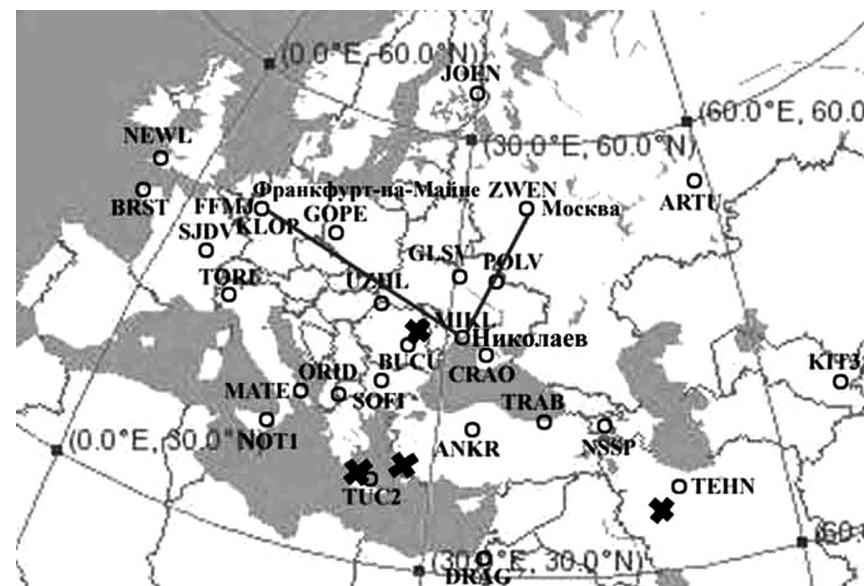 (0.0°E, 60.0°N)
JOEN
(60.0°E, 60.0
NEWL
(30.0°E, 60.0°N)
BRST
FFMJ
Франкфурт-на-Майне
KLOP
GOPE
ZWEN
Москва
ARTU
SJDV
GLSV
POLV
TORI
UZHL
MIKL
Николаев
BUCU
CRAO
KIT3
MATE
ORID
SOFI
TRAB
(0.0°E, 30.0°N)
NOT1
ANKR
NSSP
TUC2
TEHN
(30.0°E, 30.0°N)
(60.
DRAG